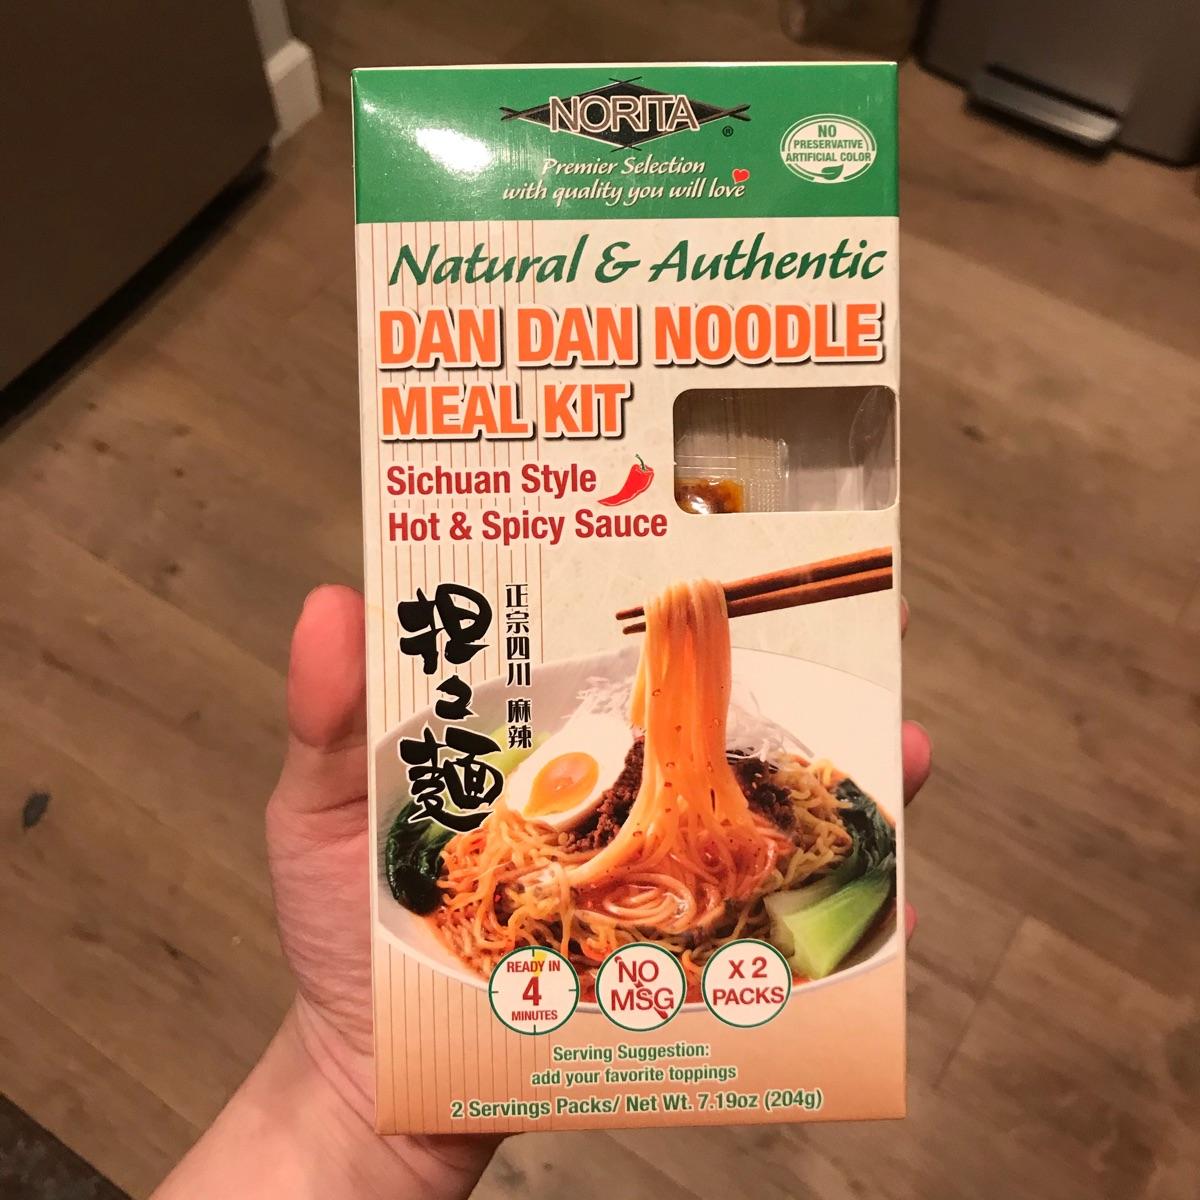 NORITA
®
Premier Selection
with quality you will love
NO
PRESERVATIVE
ARTIFICIAL COLOR
Natural & Authentic
DAN DAN NOODLE
MEAL KIT
Sichuan Style
Hot & Spicy Sauce
担々麺
正宗四川 麻辣
READY IN
4
MINUTES
NO
MSG
X 2
PACKS
Serving Suggestion:
add your favorite toppings
2 Servings Packs/ Net Wt. 7.19oz (204g)